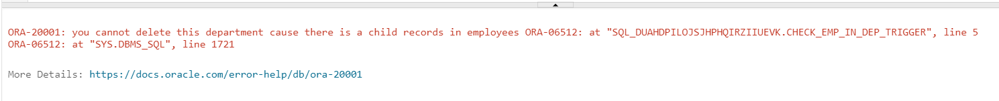 ORA-20001: you cannot delete this department cause there is a child records in employees ORA-06512: at "SQL_DUAHDPILOJSJHPHQIRZIIUEVK.CHECK_EMP_IN_DEP_TRIGGER", line 5
ORA-06512: at "SYS.DBMS_SQL", line 1721
More Details: https://docs.oracle.com/error-help/db/ora-20001